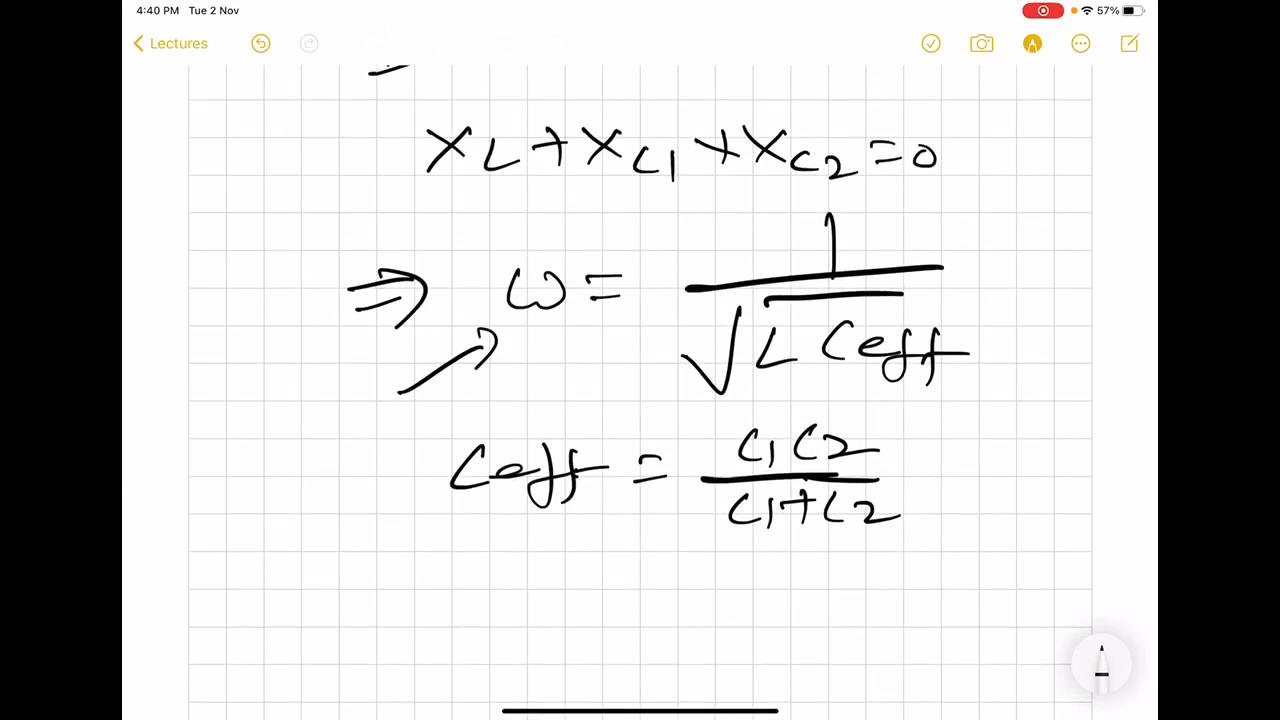 4:40 PM Tue 2 Nov 57%
Lectures
XL + XC1 + XC2 = 0
⇒ ω = 1 / √(L Ceff)
Ceff = C1C2 / C1+C2